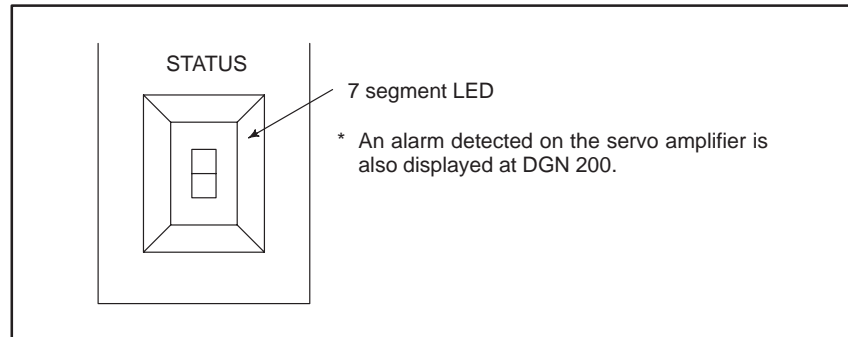 STATUS
7 segment LED
* An alarm detected on the servo amplifier is
also displayed at DGN 200.